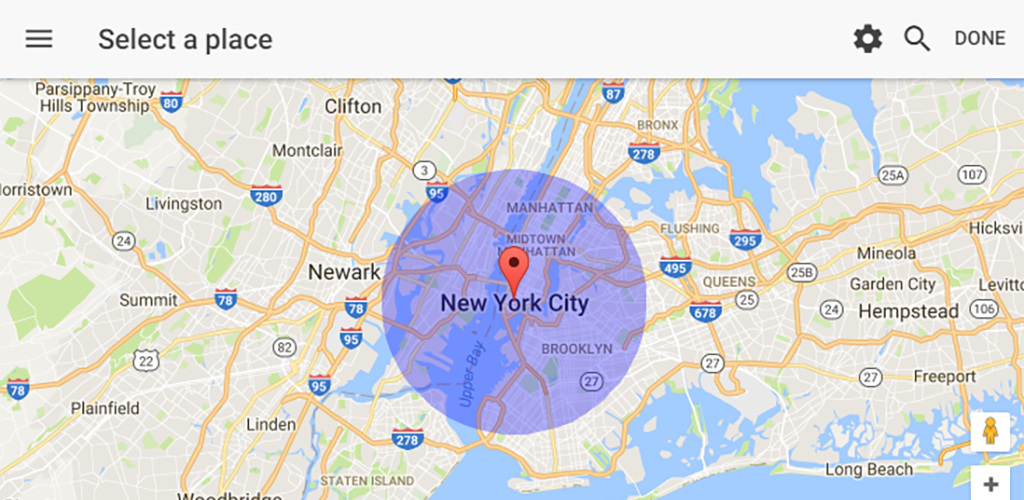 Select a place
DONE
Parsippany-Troy
Hills Township
80
Clifton
87
BRONX
Montclair
278
3
25A
107
orristown
280
95
Livingston
MANHATTAN
FLUSHING
Hicksvi
24
MIDTOWN
MANHATTAN
295
Mineola
Newark
495
25B
QUEENS
Garden City
Levitto
Summit
78
78
New York City
678
25
24
Hempstead
106
95
82
Upper Bay
BROOKLYN
22
27
27
27
Freeport
78
95
Plainfield
Linden
278
Long Beach
STATEN ISLAND
Woodbridge